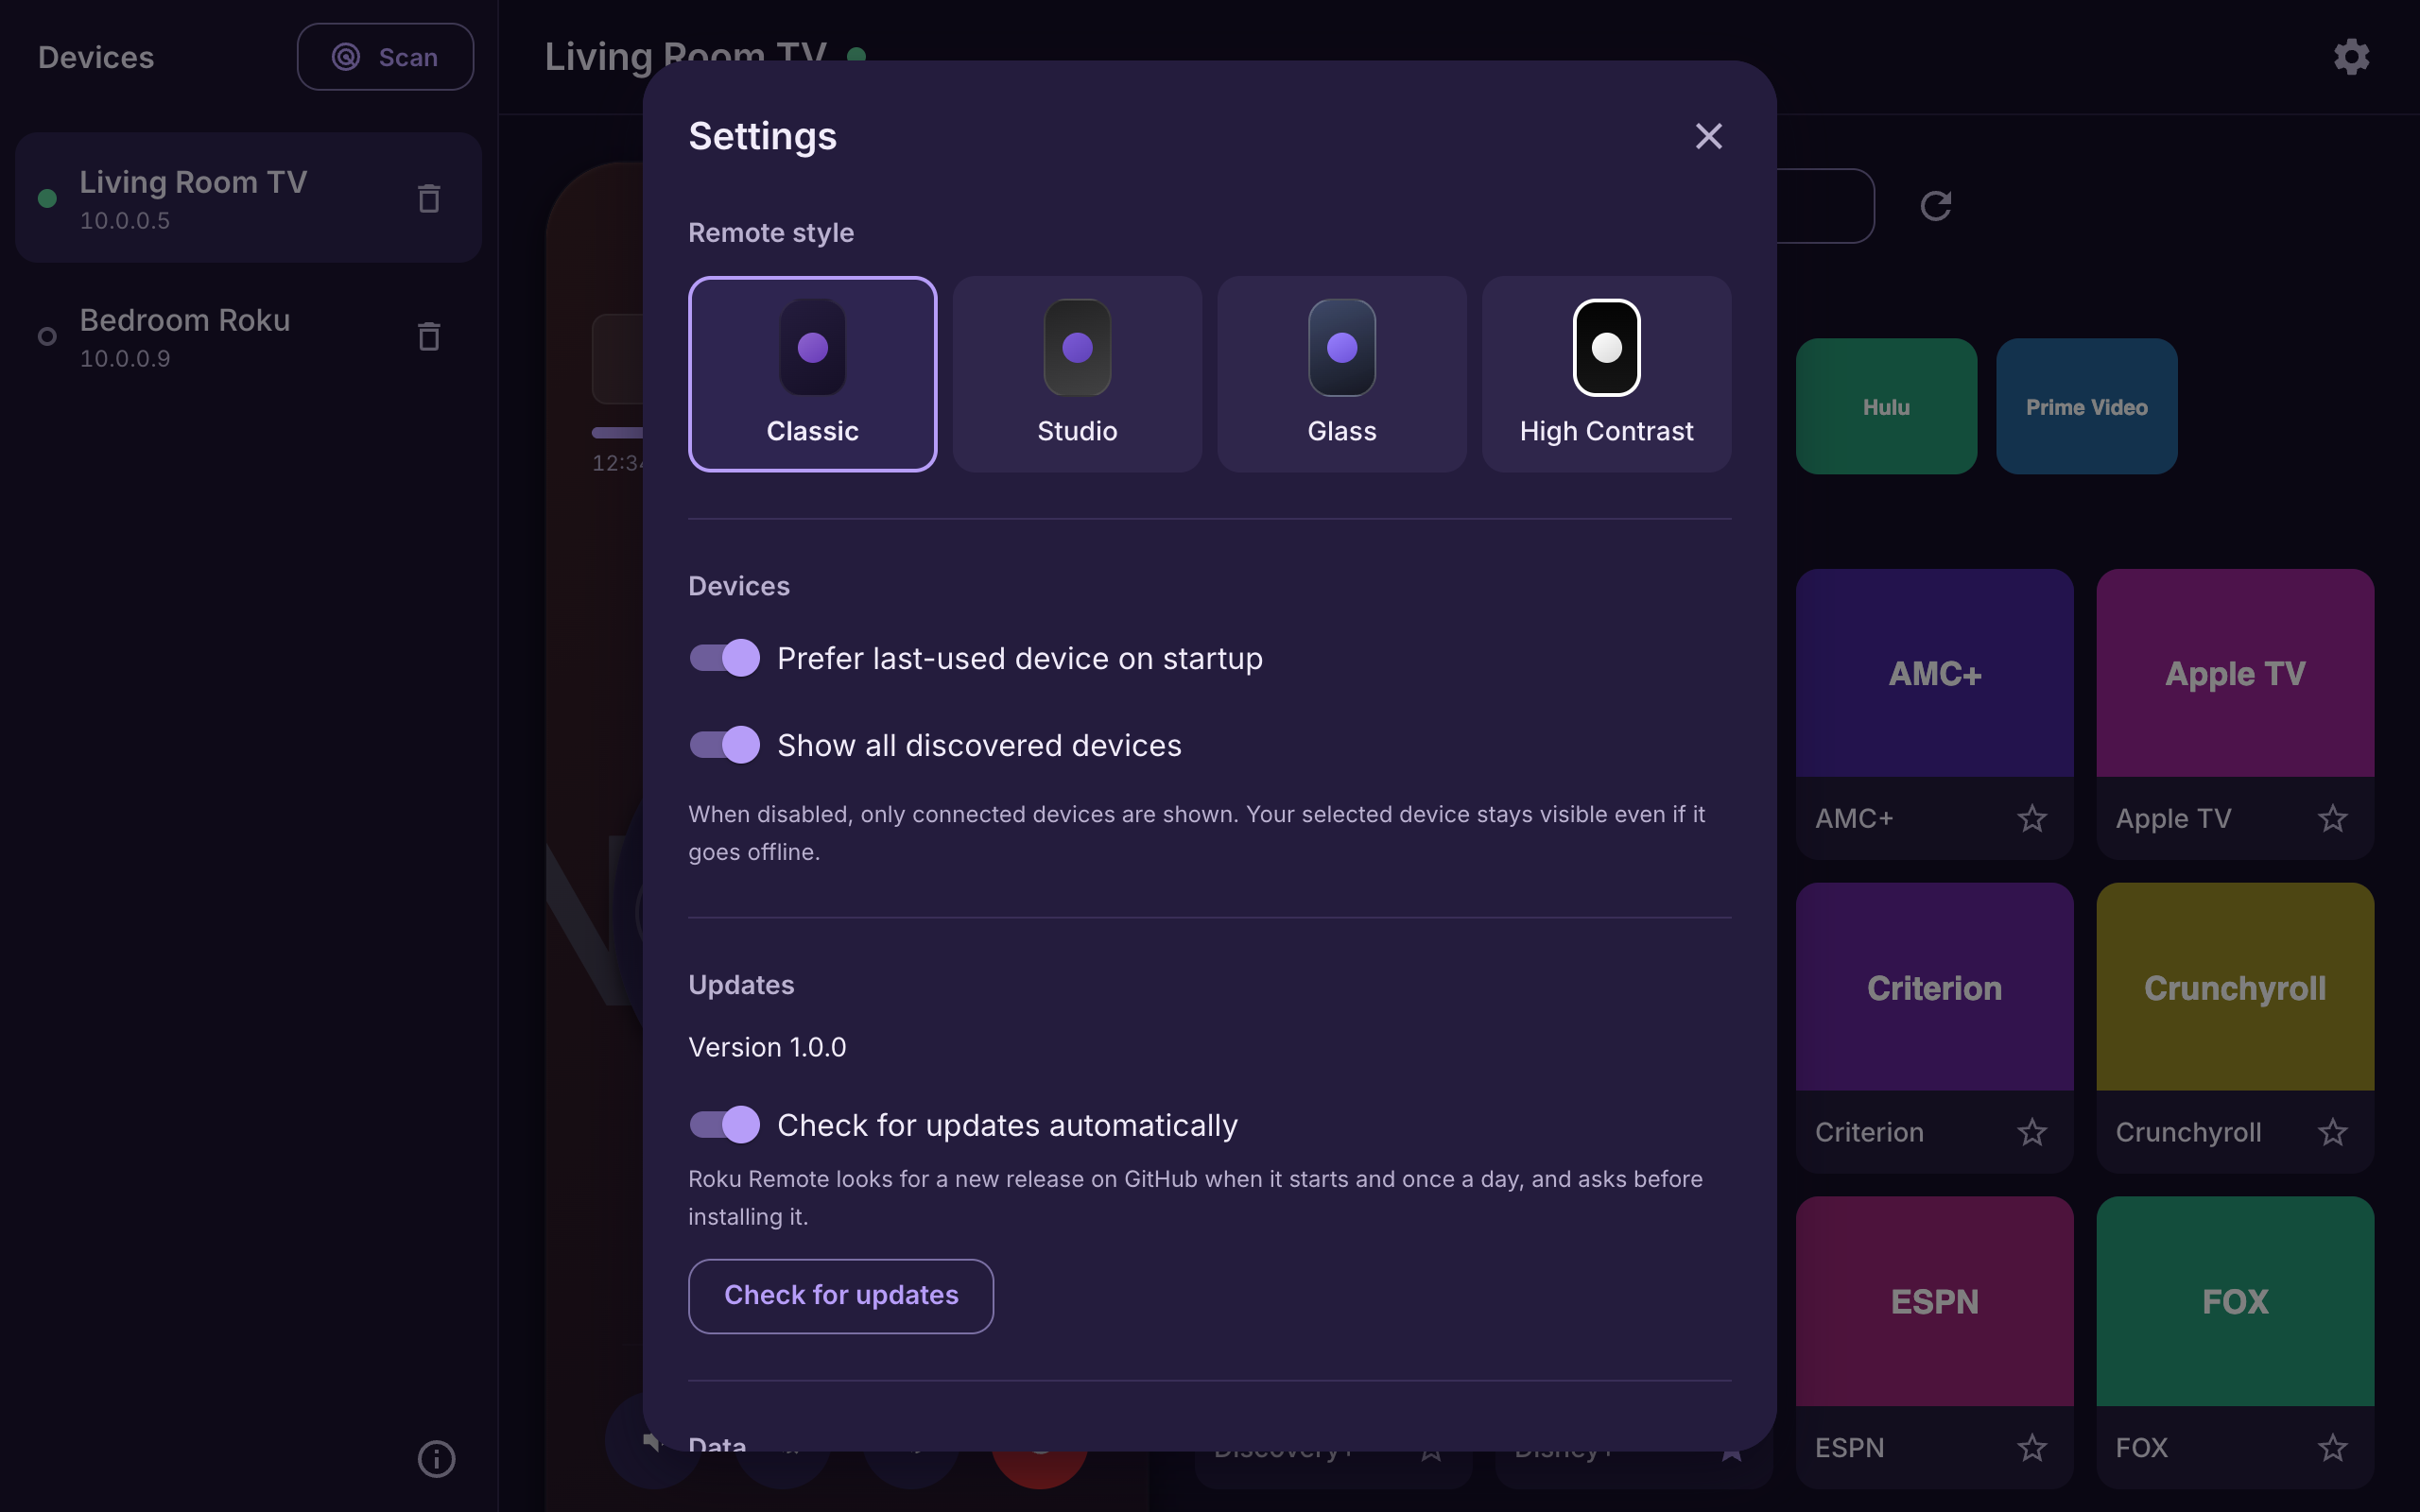 Devices
Scan
Living Room TV
10.0.0.5
Bedroom Roku
10.0.0.9
Living Room TV
Settings
Remote style
Classic
Studio
Glass
High Contrast
Devices
Prefer last-used device on startup
Show all discovered devices
When disabled, only connected devices are shown. Your selected device stays visible even if it
goes offline.
Updates
Version 1.0.0
Check for updates automatically
Roku Remote looks for a new release on GitHub when it starts and once a day, and asks before
installing it.
Check for updates
Data
12:34
Hulu
Prime Video
AMC+
Apple TV
AMC+
Apple TV
Criterion
Crunchyroll
Criterion
Crunchyroll
ESPN
FOX
Discovery+
Disney+
ESPN
FOX